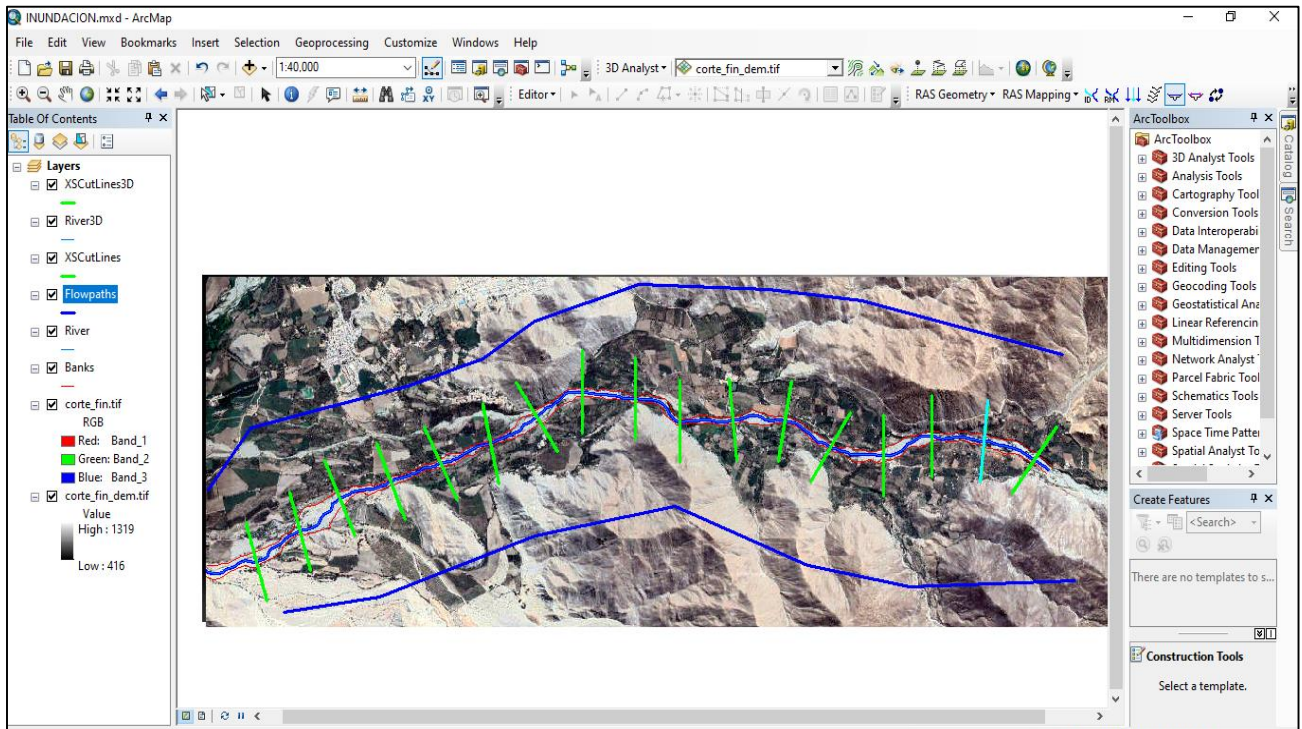 INUNDACION.mxd - ArcMap
File Edit View Bookmarks Insert Selection Geoprocessing Customize Windows Help
1:40,000
3D Analyst
corte_fin_dem.tif
Editor
RAS Geometry
RAS Mapping
Table Of Contents
Layers
XSCutLines3D
River3D
XSCutLines
Flowpaths
River
Banks
corte_fin.tif
RGB
Red: Band_1
Green: Band_2
Blue: Band_3
corte_fin_dem.tif
Value
High : 1319
Low : 416
ArcToolbox
ArcToolbox
3D Analyst Tools
Analysis Tools
Cartography Tool
Conversion Tools
Data Interoperabi
Data Managemer
Editing Tools
Geocoding Tools
Geostatistical Ana
Linear Referencin
Multidimension T
Network Analyst
Parcel Fabric Tool
Schematics Tools
Server Tools
Space Time Patter
Spatial Analyst To
Catalog
Search
Create Features
<Search>
There are no templates to s...
Construction Tools
Select a template.